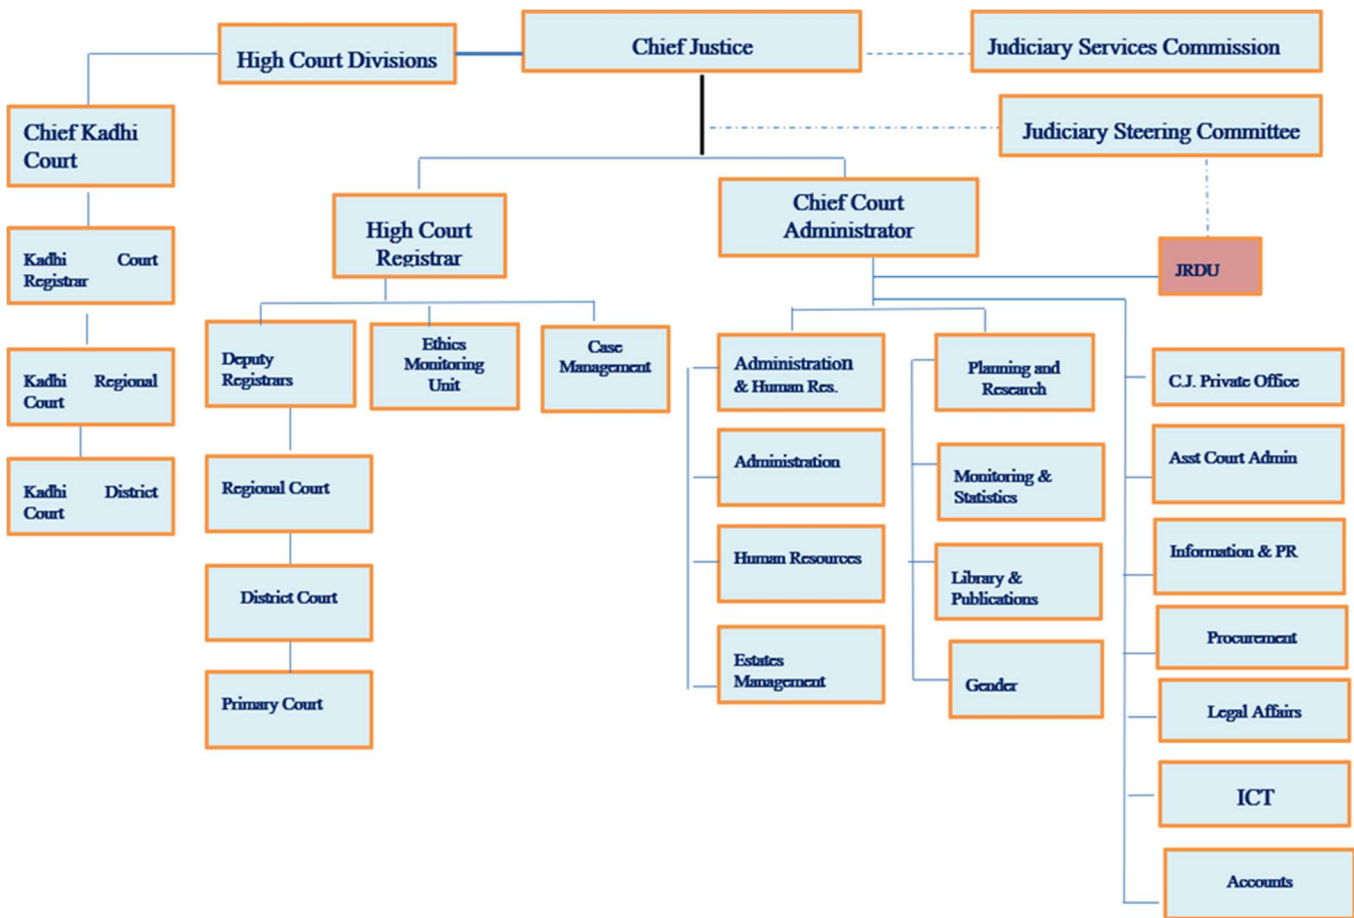 High Court Divisions
Chief Justice
Judiciary Services Commission
Judiciary Steering Committee
Chief Kadhi
Court
Kadhi Court
Registrar
Kadhi Regional
Court
Kadhi District
Court
High Court
Registrar
Chief Court
Administrator
JRDU
Deputy
Registrars
Ethics
Monitoring
Unit
Case
Management
Regional Court
District Court
Primary Court
Administration
& Human Res.
Administration
Human Resources
Estates
Management
Planning and
Research
Monitoring &
Statistics
Library &
Publications
Gender
C.J. Private Office
Asst Court Admin
Information & PR
Procurement
Legal Affairs
ICT
Accounts